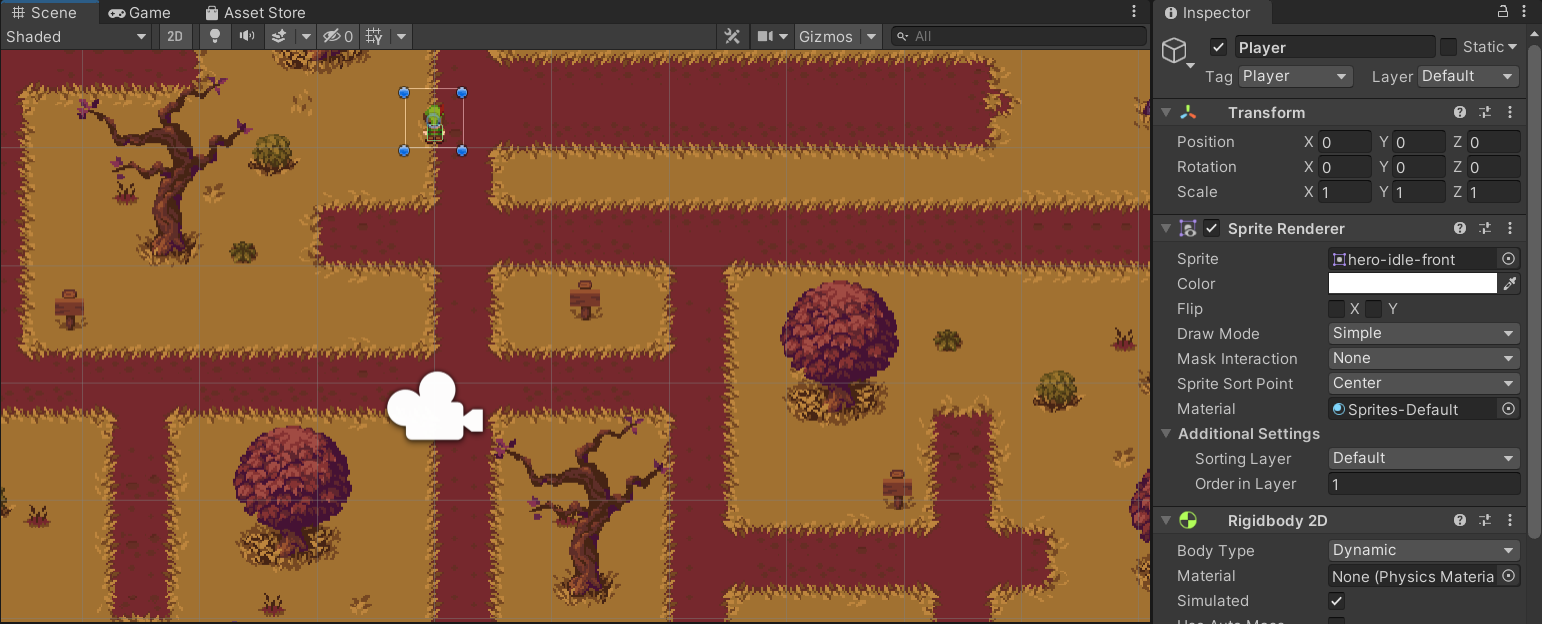 Scene Game Asset Store
Shaded 2D 0 Gizmos All
Inspector
Player Static
Tag Player Layer Default
Transform
Position X 0 Y 0 Z 0
Rotation X 0 Y 0 Z 0
Scale X 1 Y 1 Z 1
Sprite Renderer
Sprite hero-idle-front
Color
Flip X Y
Draw Mode Simple
Mask Interaction None
Sprite Sort Point Center
Material Sprites-Default
Additional Settings
Sorting Layer Default
Order in Layer 1
Rigidbody 2D
Body Type Dynamic
Material None (Physics Materia
Simulated